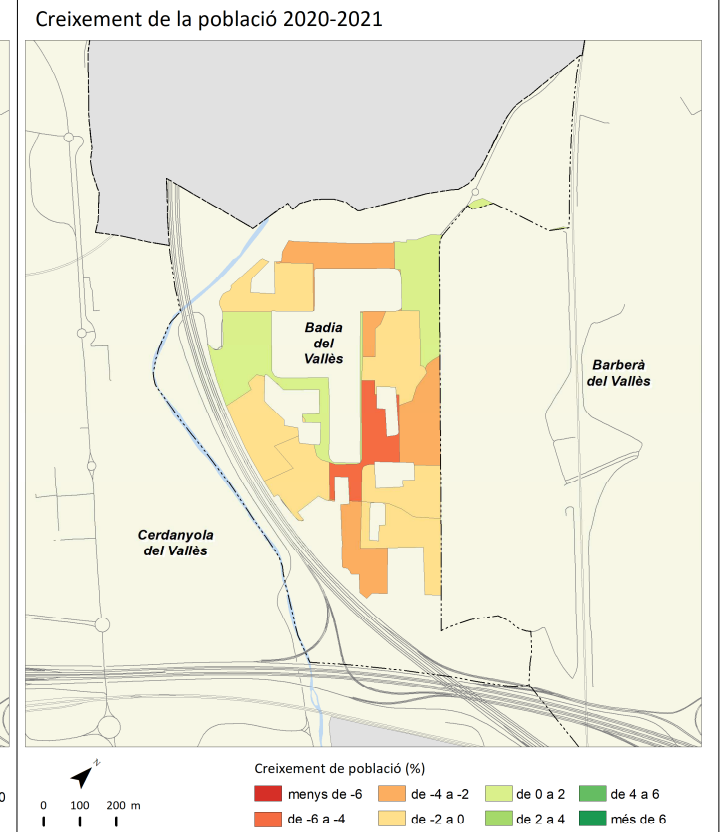 Creixement de la població 2020-2021
Badia
del
Vallès
Barberà
del Vallès
Cerdanyola
del Vallès
N
0
0 100 200 m
Creixement de població (%)
menys de -6
de -4 a -2
de 0 a 2
de 4 a 6
de -6 a -4
de -2 a 0
de 2 a 4
més de 6